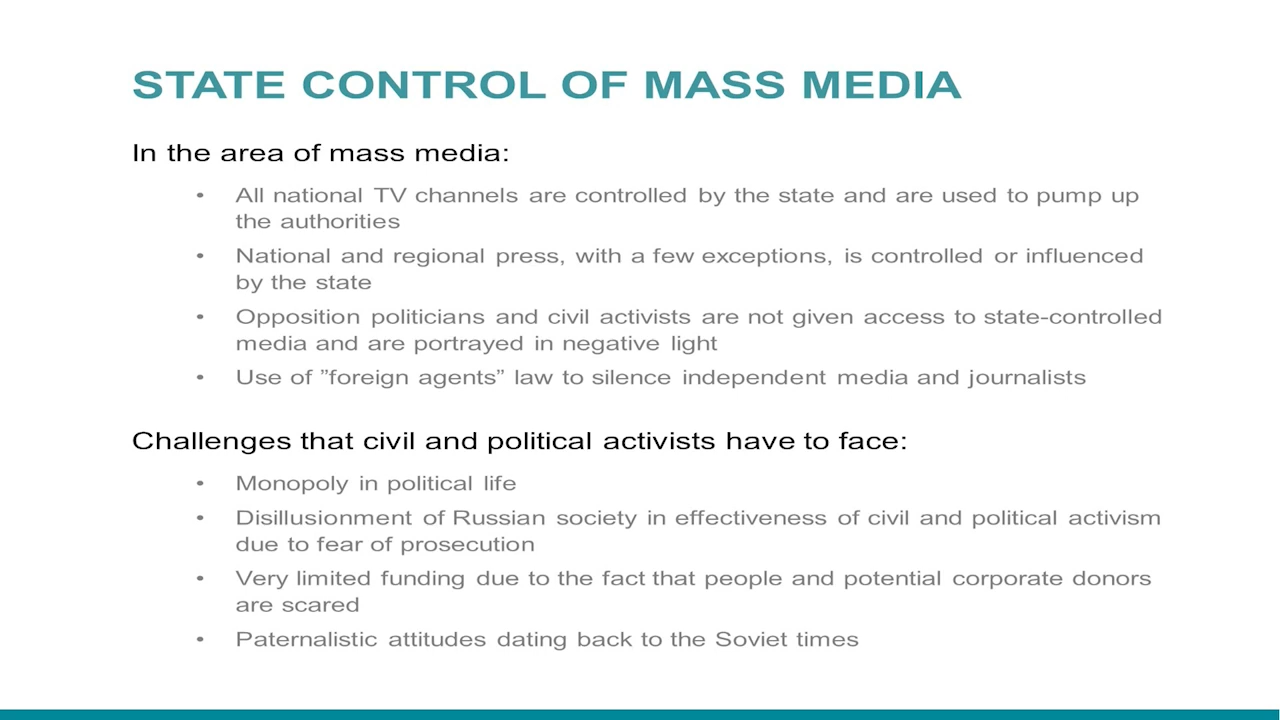 STATE CONTROL OF MASS MEDIA
In the area of mass media:
• All national TV channels are controlled by the state and are used to pump up
the authorities
• National and regional press, with a few exceptions, is controlled or influenced
by the state
• Opposition politicians and civil activists are not given access to state-controlled
media and are portrayed in negative light
• Use of ”foreign agents” law to silence independent media and journalists
Challenges that civil and political activists have to face:
• Monopoly in political life
• Disillusionment of Russian society in effectiveness of civil and political activism
due to fear of prosecution
• Very limited funding due to the fact that people and potential corporate donors
are scared
• Paternalistic attitudes dating back to the Soviet times